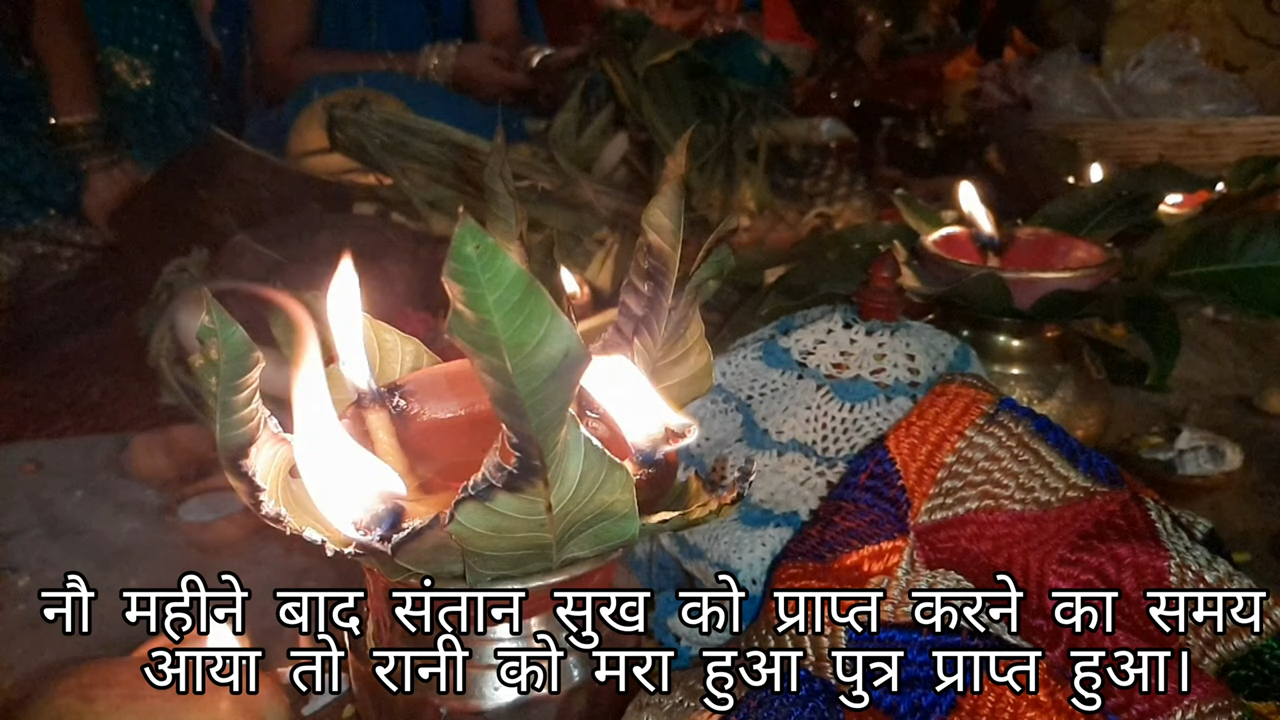 नौ महीने बाद संतान सुख को प्राप्त करने का समय
आया तो रानी को मरा हुआ पुत्र प्राप्त हुआ।